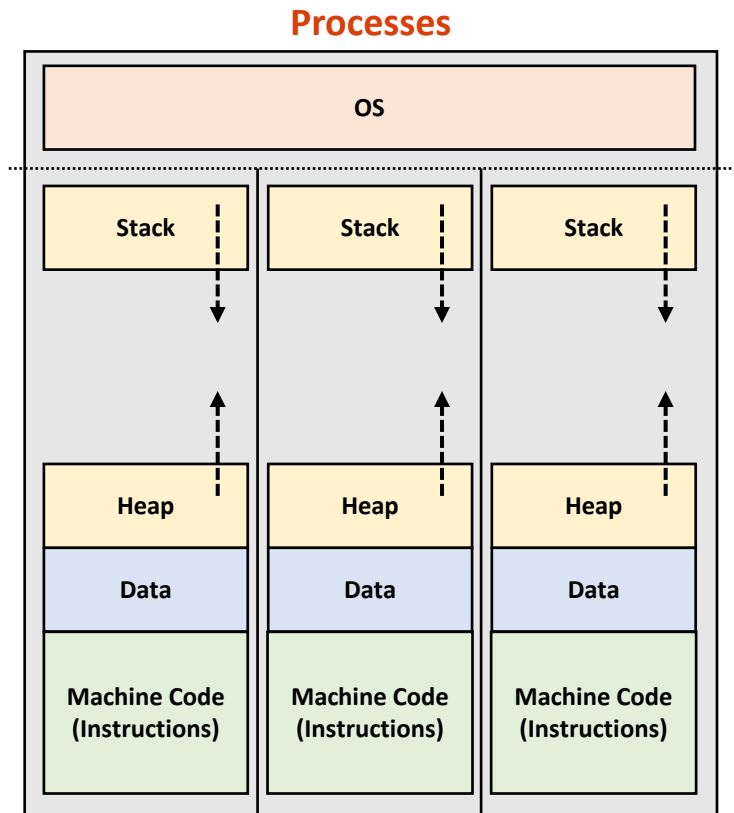 Processes
OS
Stack
Stack
Stack
Heap
Heap
Heap
Data
Data
Data
Machine Code
(Instructions)
Machine Code
(Instructions)
Machine Code
(Instructions)